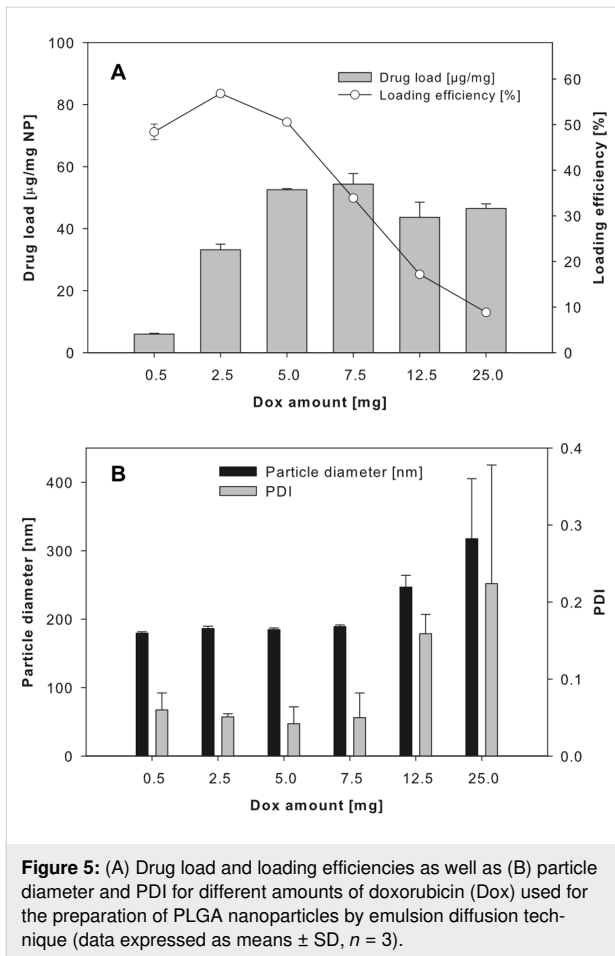 A
Drug load [µg/mg]
Loading efficiency [%]
Drug load [µg/mg NP]
100
80
60
40
20
0
Loading efficiency [%]
60
50
40
30
20
10
0
0.5 2.5 5.0 7.5 12.5 25.0
Dox amount [mg]
B
Particle diameter [nm]
PDI
Particle diameter [nm]
400
300
200
100
0
PDI
0.4
0.3
0.2
0.1
0.0
0.5 2.5 5.0 7.5 12.5 25.0
Dox amount [mg]
Figure 5: (A) Drug load and loading efficiencies as well as (B) particle
diameter and PDI for different amounts of doxorubicin (Dox) used for
the preparation of PLGA nanoparticles by emulsion diffusion tech-
nique (data expressed as means ± SD, n = 3).